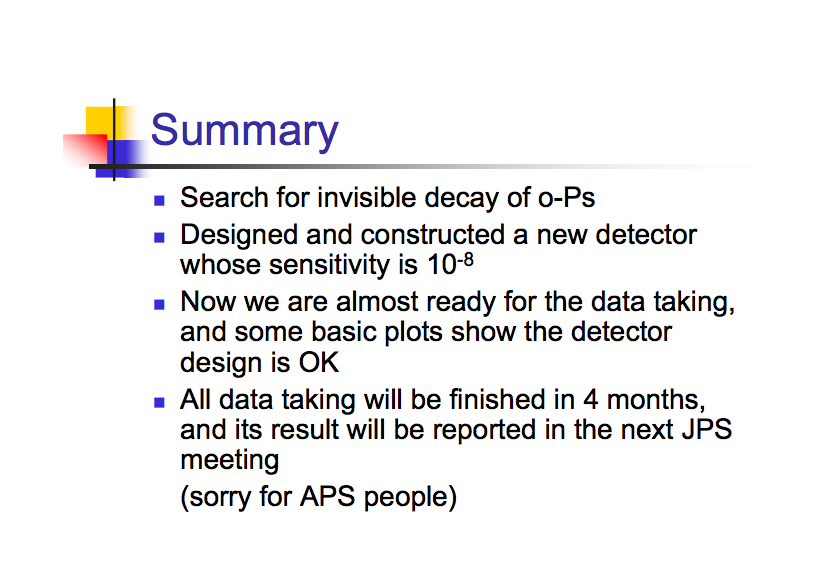 Summary
Search for invisible decay of o-Ps
Designed and constructed a new detector
whose sensitivity is 10⁻⁸
Now we are almost ready for the data taking,
and some basic plots show the detector
design is OK
All data taking will be finished in 4 months,
and its result will be reported in the next JPS
meeting
(sorry for APS people)